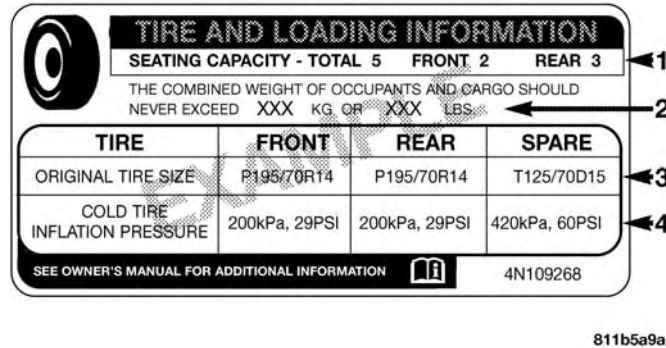 TIRE AND LOADING INFORMATION
SEATING CAPACITY - TOTAL 5 FRONT 2 REAR 3
1
THE COMBINED WEIGHT OF OCCUPANTS AND CARGO SHOULD
NEVER EXCEED XXX KG OR XXX LBS.
2
EXAMPLE
TIRE FRONT REAR SPARE
ORIGINAL TIRE SIZE P195/70R14 P195/70R14 T125/70D15
3
COLD TIRE
INFLATION PRESSURE 200kPa, 29PSI 200kPa, 29PSI 420kPa, 60PSI
4
SEE OWNER'S MANUAL FOR ADDITIONAL INFORMATION i 4N109268
811b5a9a